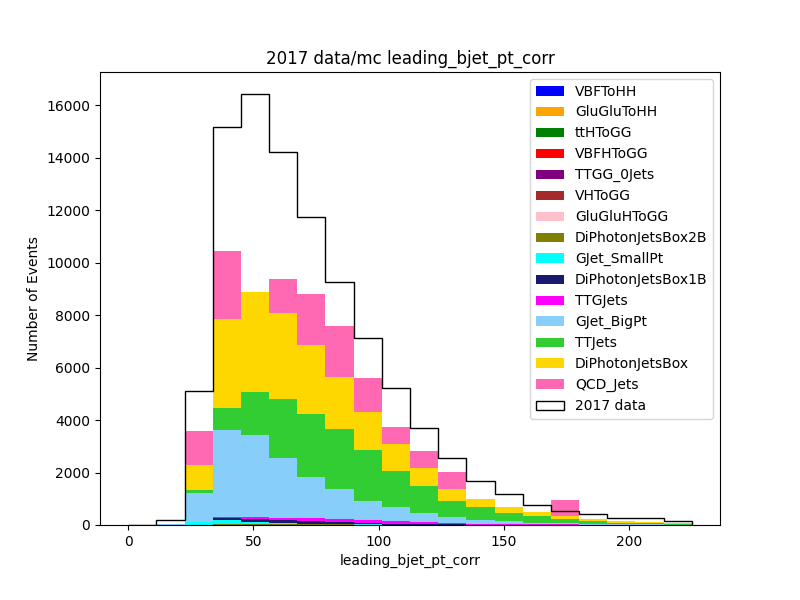 2017 data/mc leading_bjet_pt_corr
Number of Events
16000
14000
12000
10000
8000
6000
4000
2000
0
0
50
100
150
200
leading_bjet_pt_corr
VBFToHH
GluGluToHH
ttHToGG
VBFHToGG
TTGG_0Jets
VHToGG
GluGluHToGG
DiPhotonJetsBox2B
GJet_SmallPt
DiPhotonJetsBox1B
TTGJets
GJet_BigPt
TTJets
DiPhotonJetsBox
QCD_Jets
2017 data